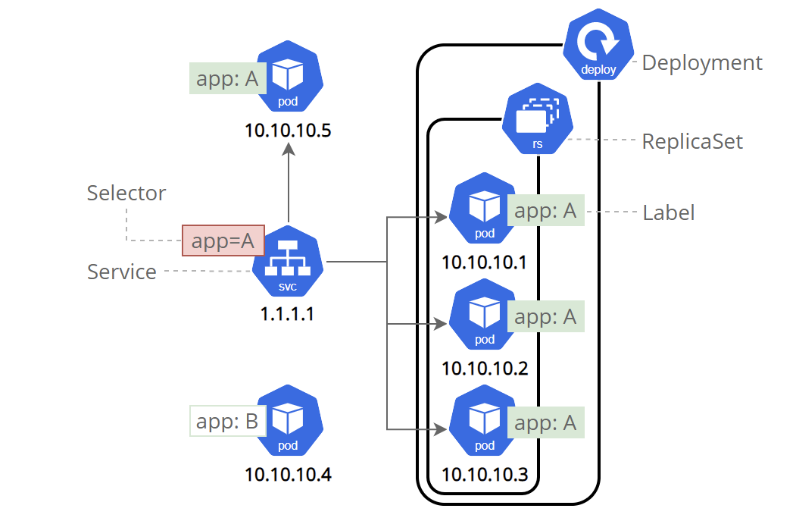 deploy
Deployment
app: A
pod
10.10.10.5
rs
ReplicaSet
Selector
app=A
Service
svc
1.1.1.1
pod
app: A
Label
10.10.10.1
pod
app: A
10.10.10.2
app: B
pod
10.10.10.4
pod
app: A
10.10.10.3